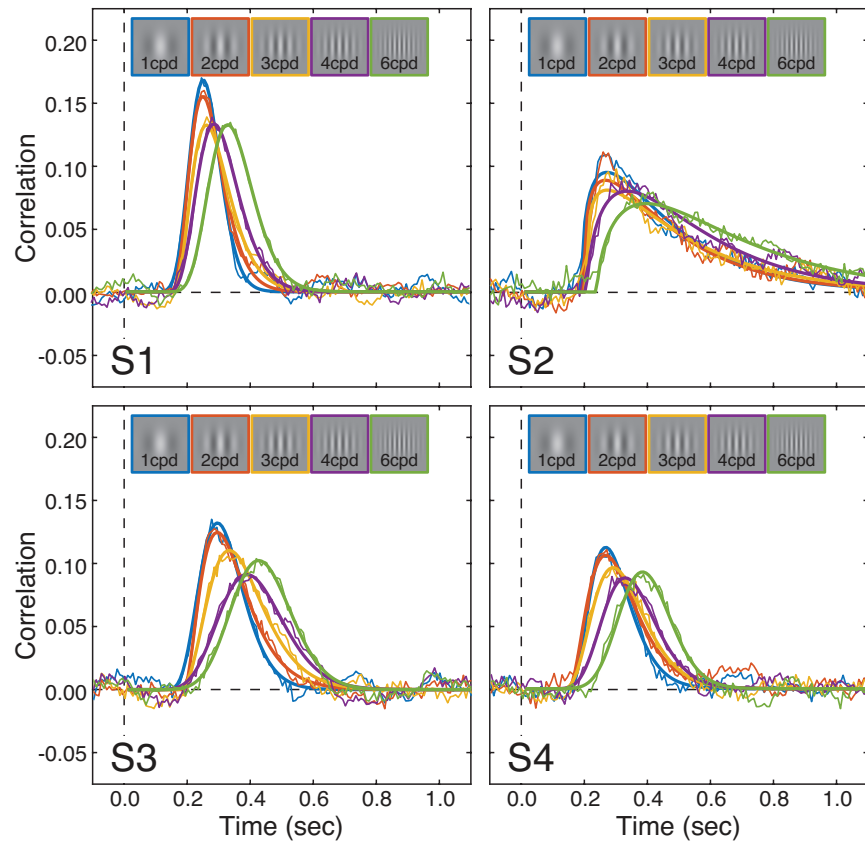 0.20
0.15
0.10
0.05
0.00
-0.05
Correlation
1cpd 2cpd 3cpd 4cpd 6cpd
S1
1cpd 2cpd 3cpd 4cpd 6cpd
S2
0.20
0.15
0.10
0.05
0.00
-0.05
Correlation
1cpd 2cpd 3cpd 4cpd 6cpd
S3
0.0 0.2 0.4 0.6 0.8 1.0
Time (sec)
1cpd 2cpd 3cpd 4cpd 6cpd
S4
0.0 0.2 0.4 0.6 0.8 1.0
Time (sec)